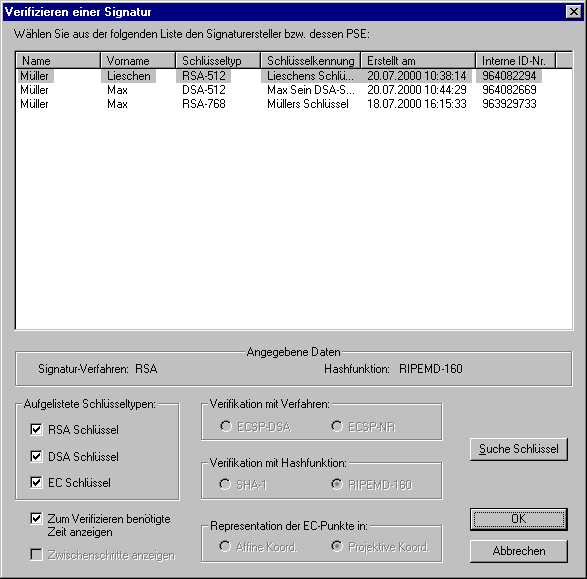 Verifizieren einer Signatur
Wählen Sie aus der folgenden Liste den Signaturersteller bzw. dessen PSE:
Name Vorname Schlüsseltyp Schlüsselkennung Erstellt am Interne ID-Nr.
Müller Lieschen RSA-512 Lieschens Schlü... 20.07.2000 10:38:14 964082294
Müller Max DSA-512 Max Sein DSA-S... 20.07.2000 10:44:29 964082669
Müller Max RSA-768 Müllers Schlüssel 18.07.2000 16:15:33 963929733
Angegebene Daten
Signatur-Verfahren: RSA Hashfunktion: RIPEMD-160
Aufgelistete Schlüsseltypen:
RSA Schlüssel
DSA Schlüssel
EC Schlüssel
Zum Verifizieren benötigte
Zeit anzeigen
Zwischenschritte anzeigen
Verifikation mit Verfahren:
ECSP-DSA ECSP-NR
Verifikation mit Hashfunktion:
SHA-1 RIPEMD-160
Representation der EC-Punkte in:
Affine Koord. Projektive Koord.
Suche Schlüssel
OK
Abbrechen